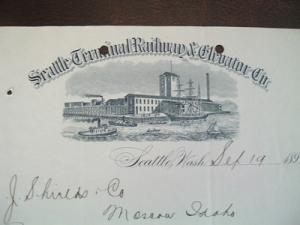 Seattle Terminal Railway & Elevator Co.
Seattle, Wash. Sep 19 189
J Shields & Co
Moscow Idaho